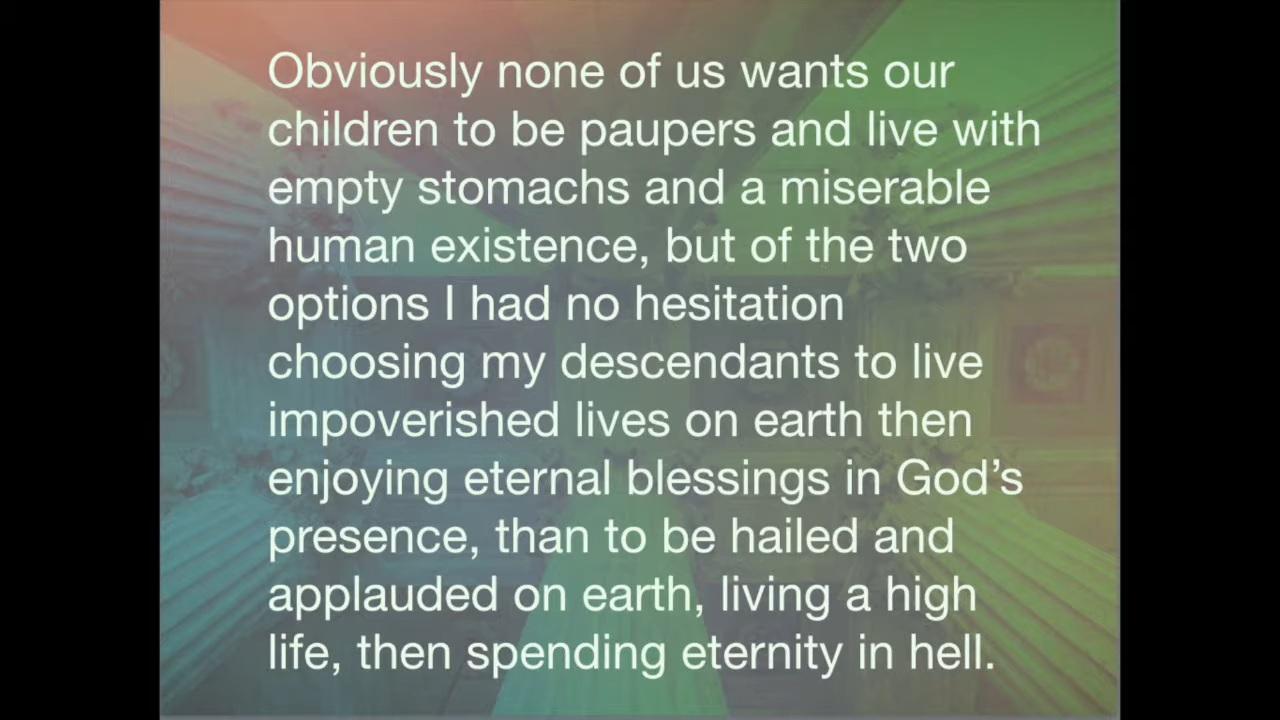 Obviously none of us wants our
children to be paupers and live with
empty stomachs and a miserable
human existence, but of the two
options I had no hesitation
choosing my descendants to live
impoverished lives on earth then
enjoying eternal blessings in God’s
presence, than to be hailed and
applauded on earth, living a high
life, then spending eternity in hell.